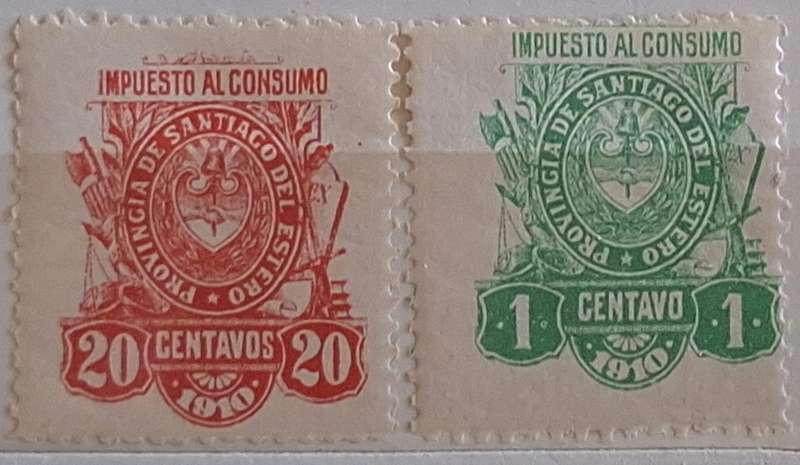 IMPUESTO AL CONSUMO
PROVINCIA DE SANTIAGO DEL ESTERO
20 CENTAVOS 20
1910
IMPUESTO AL CONSUMO
PROVINCIA DE SANTIAGO DEL ESTERO
1 CENTAVO 1
1910